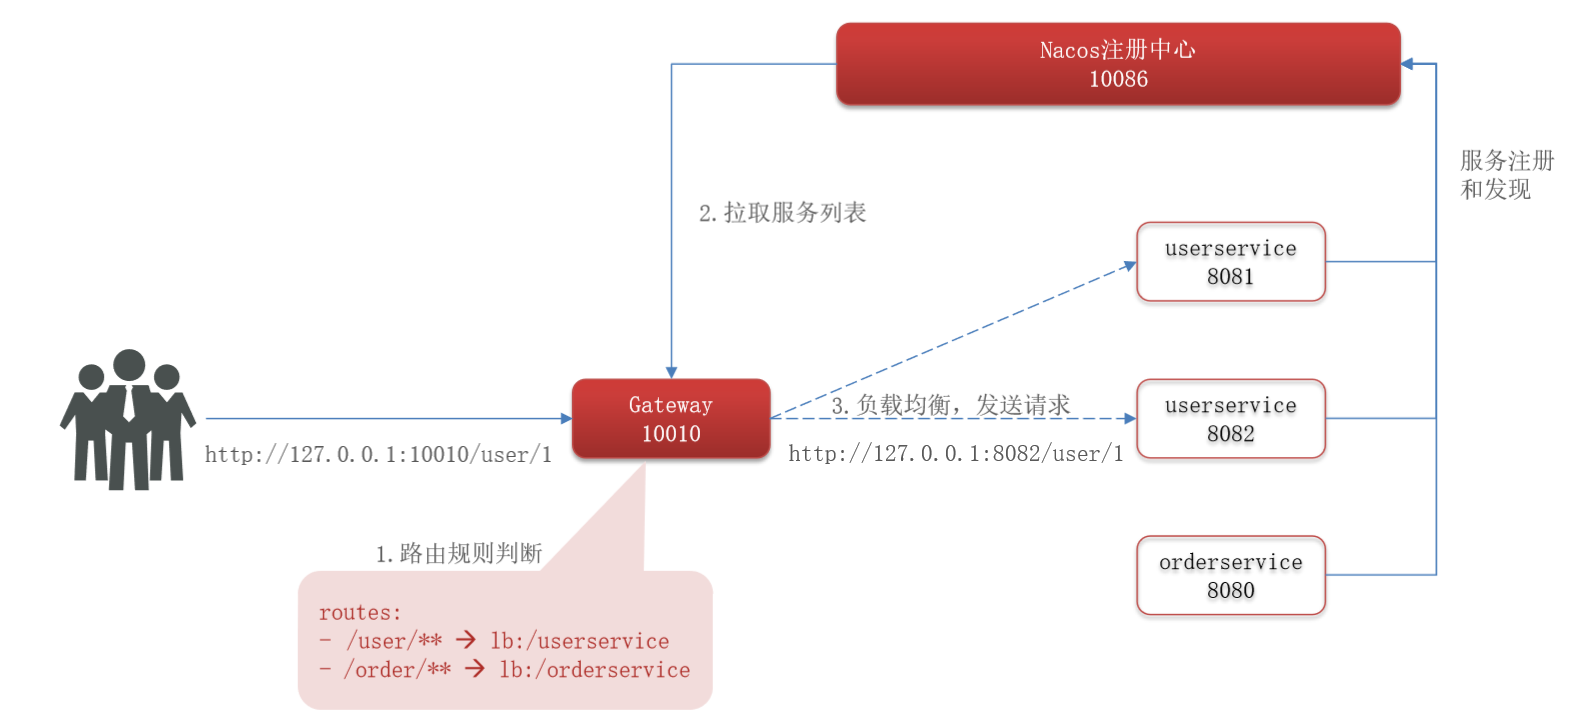 Nacos注册中心
10086
服务注册
和发现
2.拉取服务列表
userservice
8081
Gateway
10010
3.负载均衡，发送请求
userservice
8082
http://127.0.0.1:10010/user/1
http://127.0.0.1:8082/user/1
1.路由规则判断
orderservice
8080
routes:
- /user/** → lb:/userservice
- /order/** → lb:/orderservice